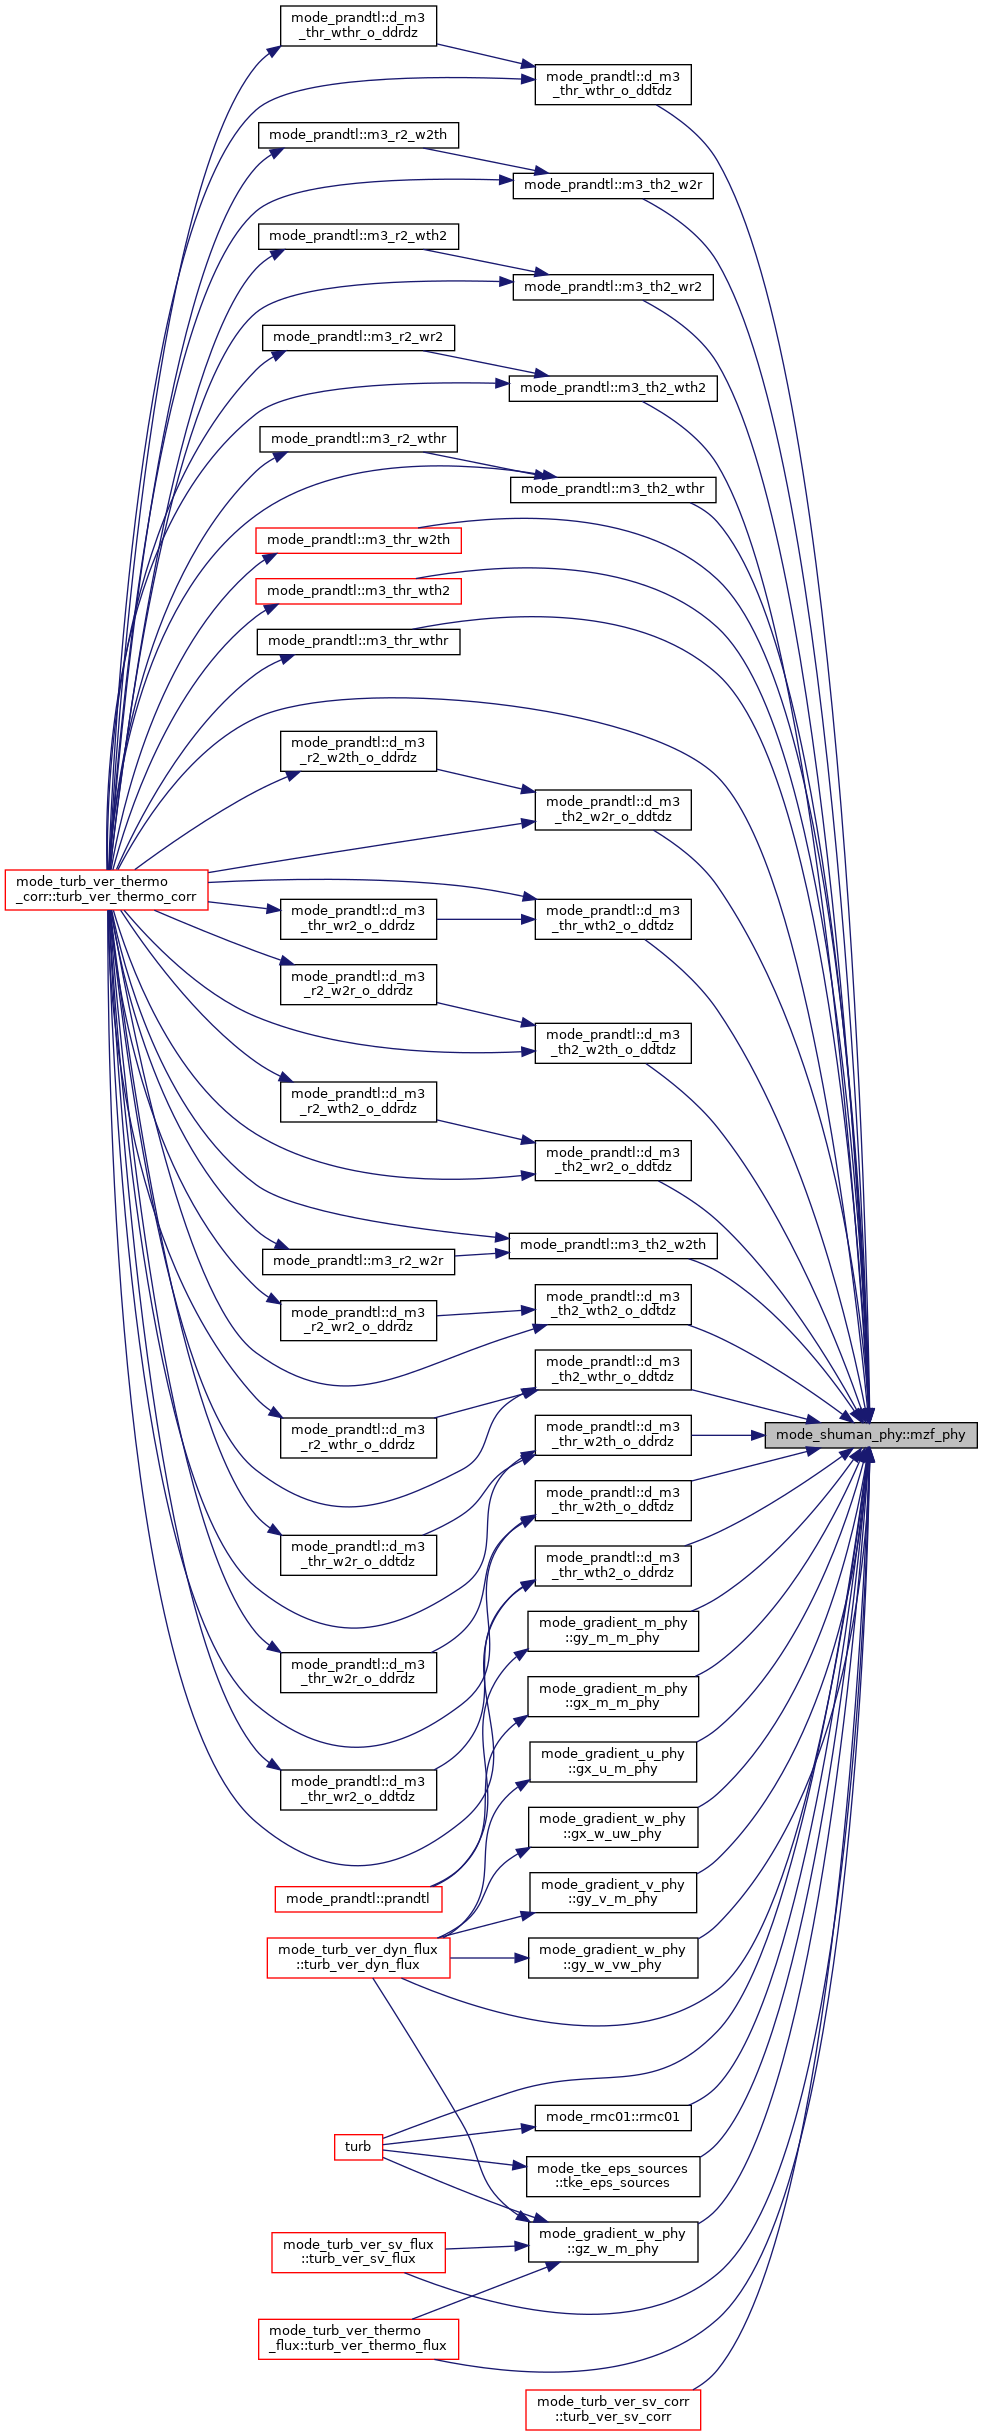 mode_prandtl::d_m3
_thr_wthr_o_ddrdz
mode_prandtl::d_m3
_thr_wthr_o_ddtdz
mode_prandtl::m3_r2_w2th
mode_prandtl::m3_th2_w2r
mode_prandtl::m3_r2_wth2
mode_prandtl::m3_th2_wr2
mode_prandtl::m3_r2_wr2
mode_prandtl::m3_th2_wth2
mode_prandtl::m3_r2_wthr
mode_prandtl::m3_th2_wthr
mode_prandtl::m3_thr_w2th
mode_prandtl::m3_thr_wth2
mode_prandtl::m3_thr_wthr
mode_prandtl::d_m3
_r2_w2th_o_ddrdz
mode_prandtl::d_m3
_th2_w2r_o_ddtdz
mode_turb_ver_thermo
_corr::turb_ver_thermo_corr
mode_prandtl::d_m3
_thr_wr2_o_ddrdz
mode_prandtl::d_m3
_thr_wth2_o_ddtdz
mode_prandtl::d_m3
_r2_w2r_o_ddrdz
mode_prandtl::d_m3
_th2_w2th_o_ddtdz
mode_prandtl::d_m3
_r2_wth2_o_ddrdz
mode_prandtl::d_m3
_th2_wr2_o_ddtdz
mode_prandtl::m3_th2_w2th
mode_prandtl::m3_r2_w2r
mode_prandtl::d_m3
_th2_wth2_o_ddtdz
mode_prandtl::d_m3
_r2_wr2_o_ddrdz
mode_prandtl::d_m3
_th2_wthr_o_ddtdz
mode_prandtl::d_m3
_r2_wthr_o_ddrdz
mode_prandtl::d_m3
_thr_w2th_o_ddrdz
mode_shuman_phy::mzf_phy
mode_prandtl::d_m3
_thr_w2th_o_ddtdz
mode_prandtl::d_m3
_thr_w2r_o_ddtdz
mode_prandtl::d_m3
_thr_wth2_o_ddrdz
mode_gradient_m_phy
::gy_m_m_phy
mode_prandtl::d_m3
_thr_w2r_o_ddrdz
mode_gradient_m_phy
::gx_m_m_phy
mode_gradient_u_phy
::gx_u_m_phy
mode_prandtl::d_m3
_thr_wr2_o_ddtdz
mode_gradient_w_phy
::gx_w_uw_phy
mode_prandtl::prandtl
mode_gradient_v_phy
::gy_v_m_phy
mode_turb_ver_dyn_flux
::turb_ver_dyn_flux
mode_gradient_w_phy
::gy_w_vw_phy
mode_rmc01::rmc01
turb
mode_tke_eps_sources
::tke_eps_sources
mode_gradient_w_phy
::gz_w_m_phy
mode_turb_ver_sv_flux
::turb_ver_sv_flux
mode_turb_ver_thermo
_flux::turb_ver_thermo_flux
mode_turb_ver_sv_corr
::turb_ver_sv_corr